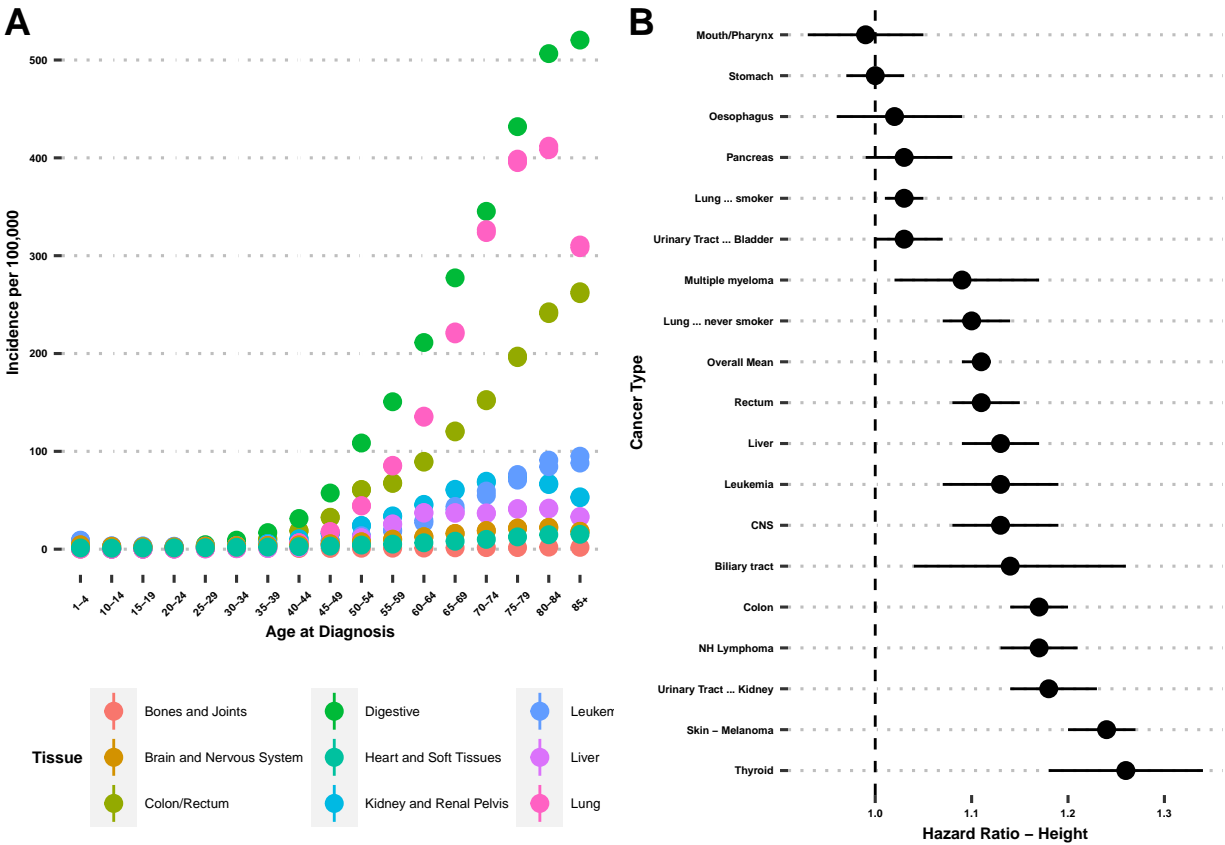 A
Incidence per 100,000
500
400
300
200
100
0
1–4
10–14
15–19
20–24
25–29
30–34
35–39
40–44
45–49
50–54
55–59
60–64
65–69
70–74
75–79
80–84
85+
Age at Diagnosis
Tissue
Bones and Joints
Brain and Nervous System
Colon/Rectum
Digestive
Heart and Soft Tissues
Kidney and Renal Pelvis
Leukem
Liver
Lung
B
Cancer Type
Mouth/Pharynx
Stomach
Oesophagus
Pancreas
Lung ... smoker
Urinary Tract ... Bladder
Multiple myeloma
Lung ... never smoker
Overall Mean
Rectum
Liver
Leukemia
CNS
Biliary tract
Colon
NH Lymphoma
Urinary Tract ... Kidney
Skin – Melanoma
Thyroid
1.0
1.1
1.2
1.3
Hazard Ratio – Height